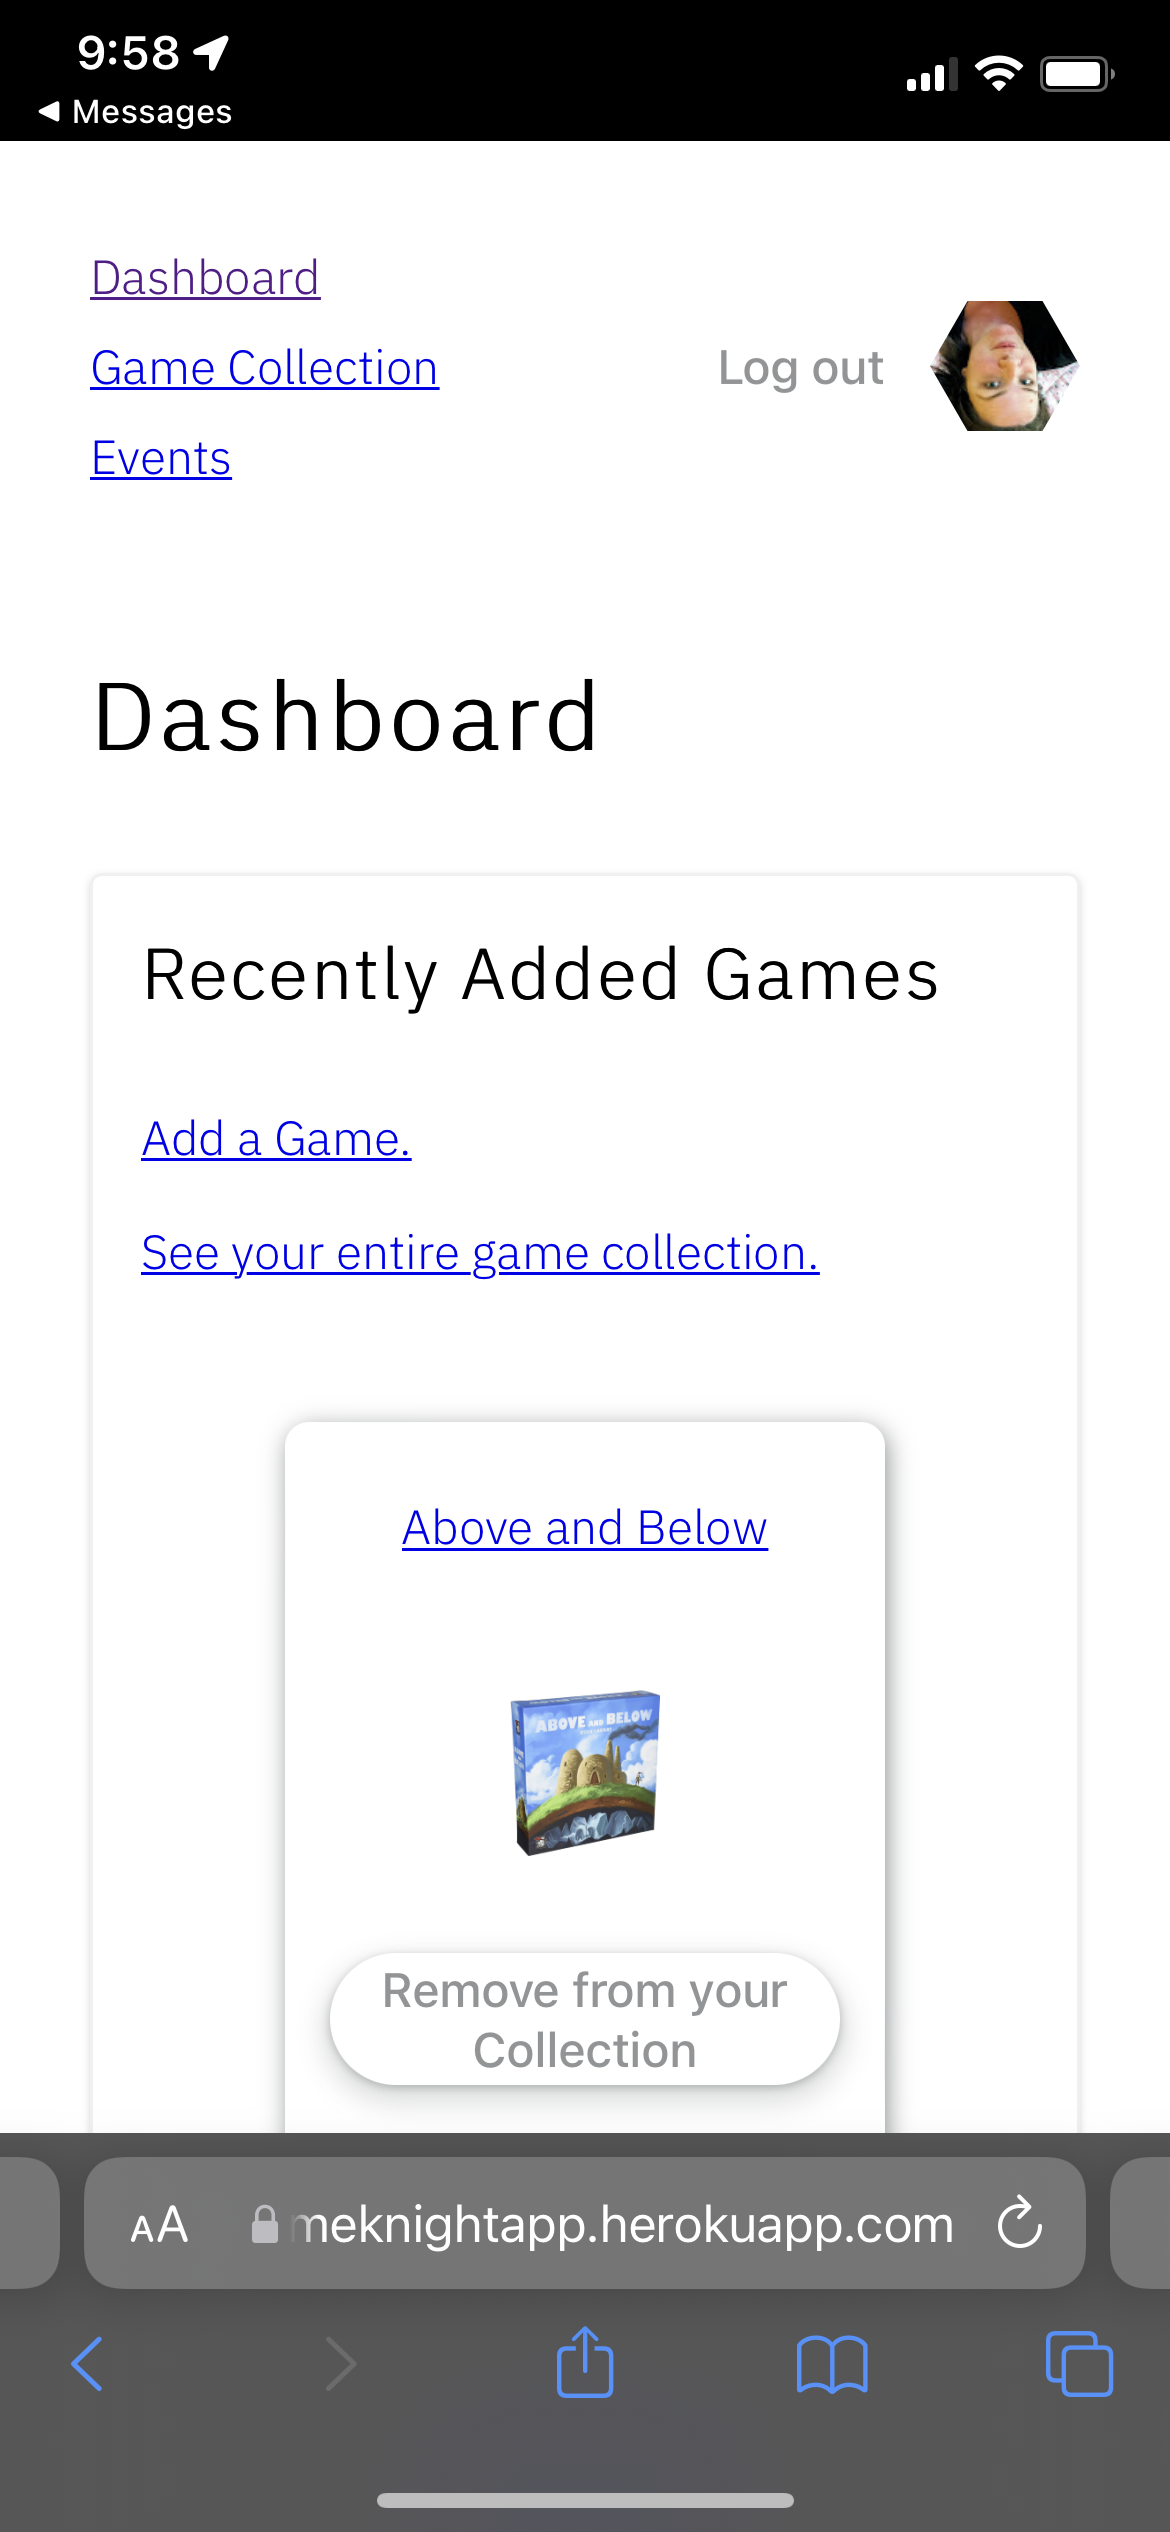 9:58
Messages
Dashboard
Game Collection
Log out
Events
Dashboard
Recently Added Games
Add a Game.
See your entire game collection.
Above and Below
ABOVE AND BELOW
Remove from your
Collection
AA
meknightapp.herokuapp.com